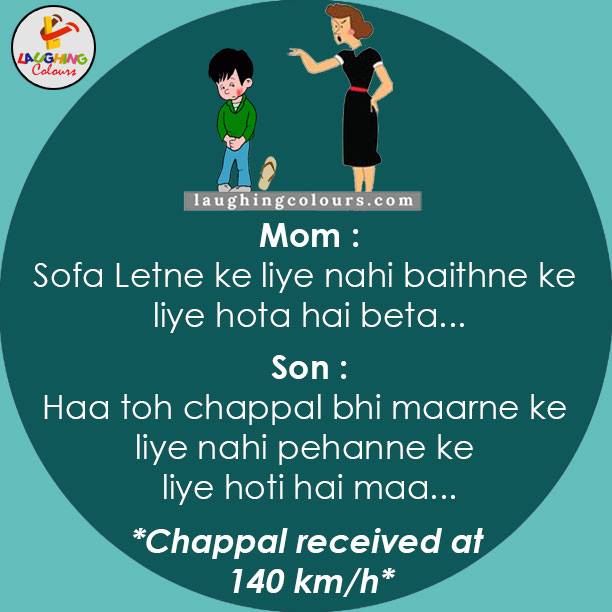 LAUGHING
Colours
laughingcolours.com
Mom :
Sofa Letne ke liye nahi baithne ke
liye hota hai beta...
Son :
Haa toh chappal bhi maarne ke
liye nahi pehanne ke
liye hoti hai maa...
*Chappal received at
140 km/h*